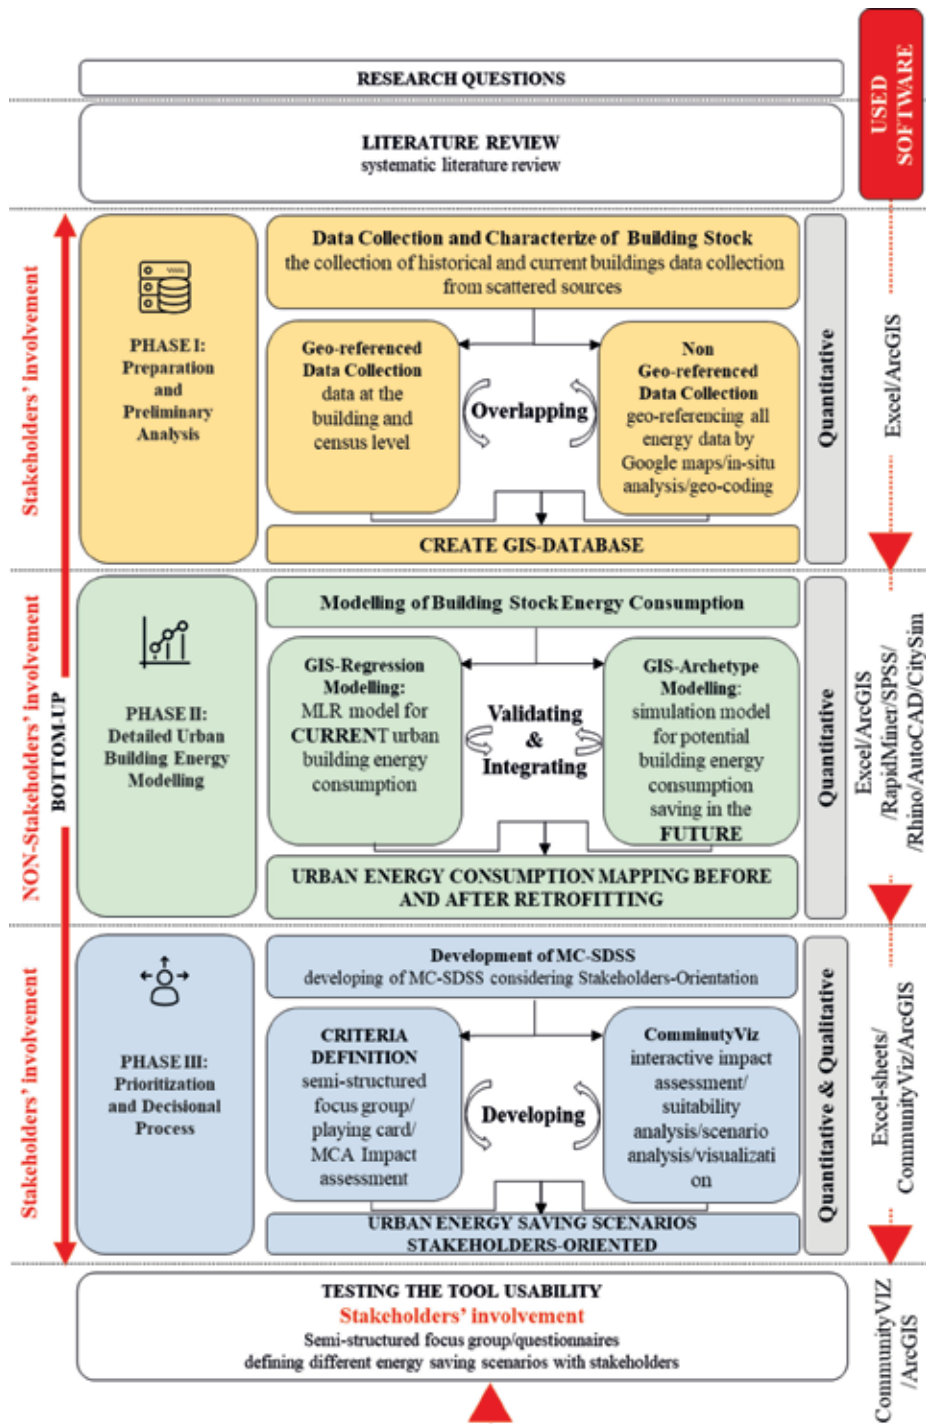 RESEARCH QUESTIONS
LITERATURE REVIEW
systematic literature review
USED
SOFTWARE
Stakeholders' involvement
PHASE I:
Preparation
and
Preliminary
Analysis
Data Collection and Characterize of Building Stock
the collection of historical and current buildings data collection
from scattered sources
Geo-referenced
Data Collection
data at the
building and
census level
Overlapping
Non
Geo-referenced
Data Collection
geo-referencing all
energy data by
Google maps/in-situ
analysis/geo-coding
CREATE GIS-DATABASE
Quantitative
Excel/ArcGIS
NON-Stakeholders' involvement
BOTTOM-UP
PHASE II:
Detailed Urban
Building Energy
Modelling
Modelling of Building Stock Energy Consumption
GIS-Regression
Modelling:
MLR model for
CURRENT urban
building energy
consumption
Validating
&
Integrating
GIS-Archetype
Modelling:
simulation model
for potential
building energy
consumption
saving in the
FUTURE
URBAN ENERGY CONSUMPTION MAPPING BEFORE
AND AFTER RETROFITTING
Quantitative
Excel/ArcGIS
/RapidMiner/SPSS/
/Rhino/AutoCAD/CitySim
Stakeholders' involvement
PHASE III:
Prioritization
and Decisional
Process
Development of MC-SDSS
developing of MC-SDSS considering Stakeholders-Orientation
CRITERIA
DEFINITION
semi-structured
focus group/
playing card/
MCA Impact
assessment
Developing
ComminutyViz
interactive impact
assessment/
suitability
analysis/scenario
analysis/visualizati
on
URBAN ENERGY SAVING SCENARIOS
STAKEHOLDERS-ORIENTED
Quantitative & Qualitative
Excel-sheets/
CommunityViz/ArcGIS
TESTING THE TOOL USABILITY
Stakeholders' involvement
Semi-structured focus group/questionnaires
defining different energy saving scenarios with stakeholders
CommunityVIZ
/ArcGIS